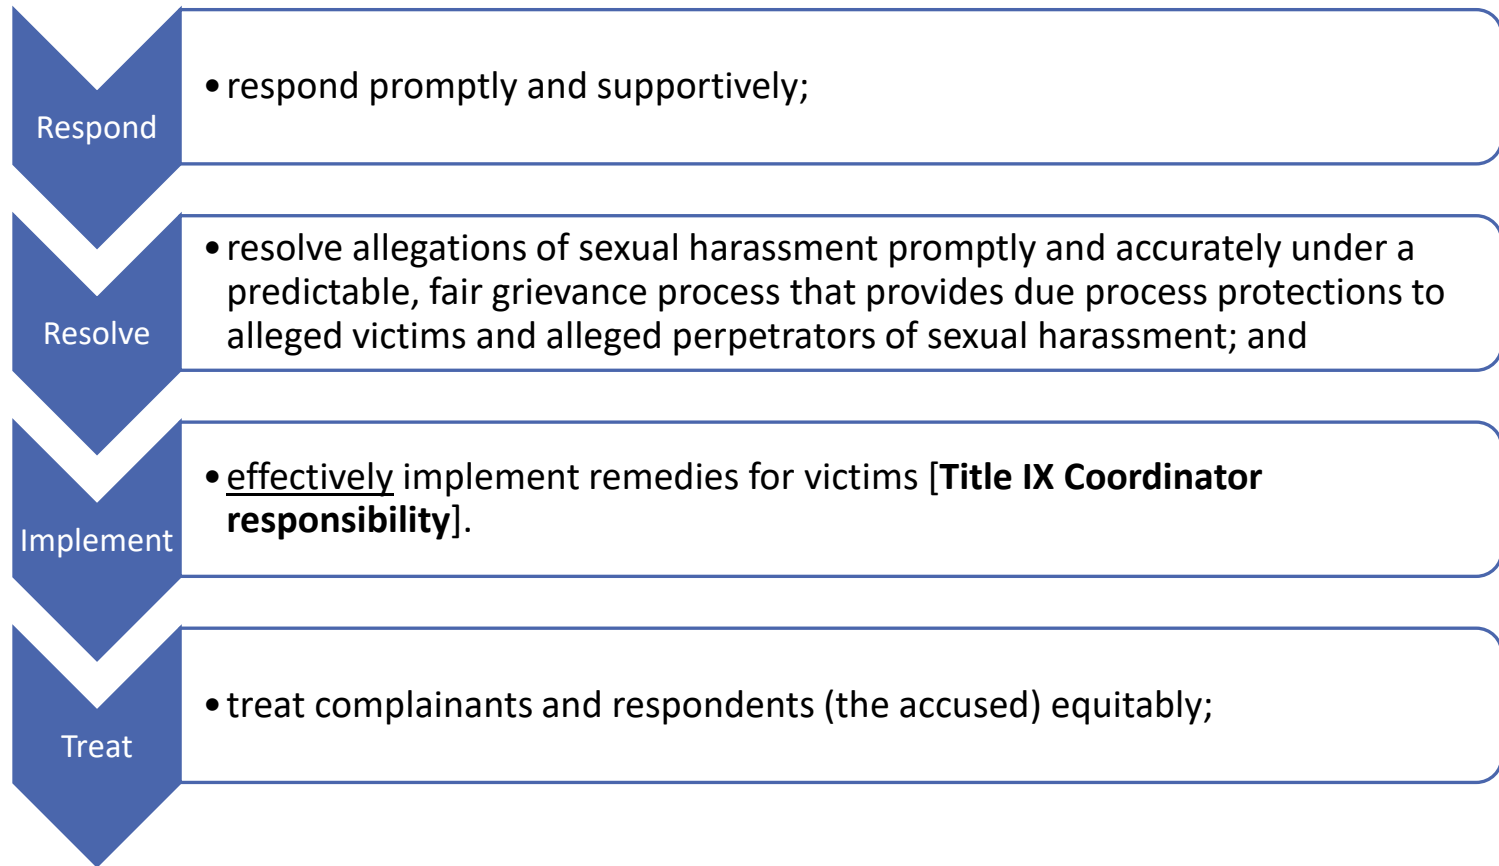 Respond
• respond promptly and supportively;
Resolve
• resolve allegations of sexual harassment promptly and accurately under a
predictable, fair grievance process that provides due process protections to
alleged victims and alleged perpetrators of sexual harassment; and
Implement
• effectively implement remedies for victims [Title IX Coordinator
responsibility].
Treat
• treat complainants and respondents (the accused) equitably;